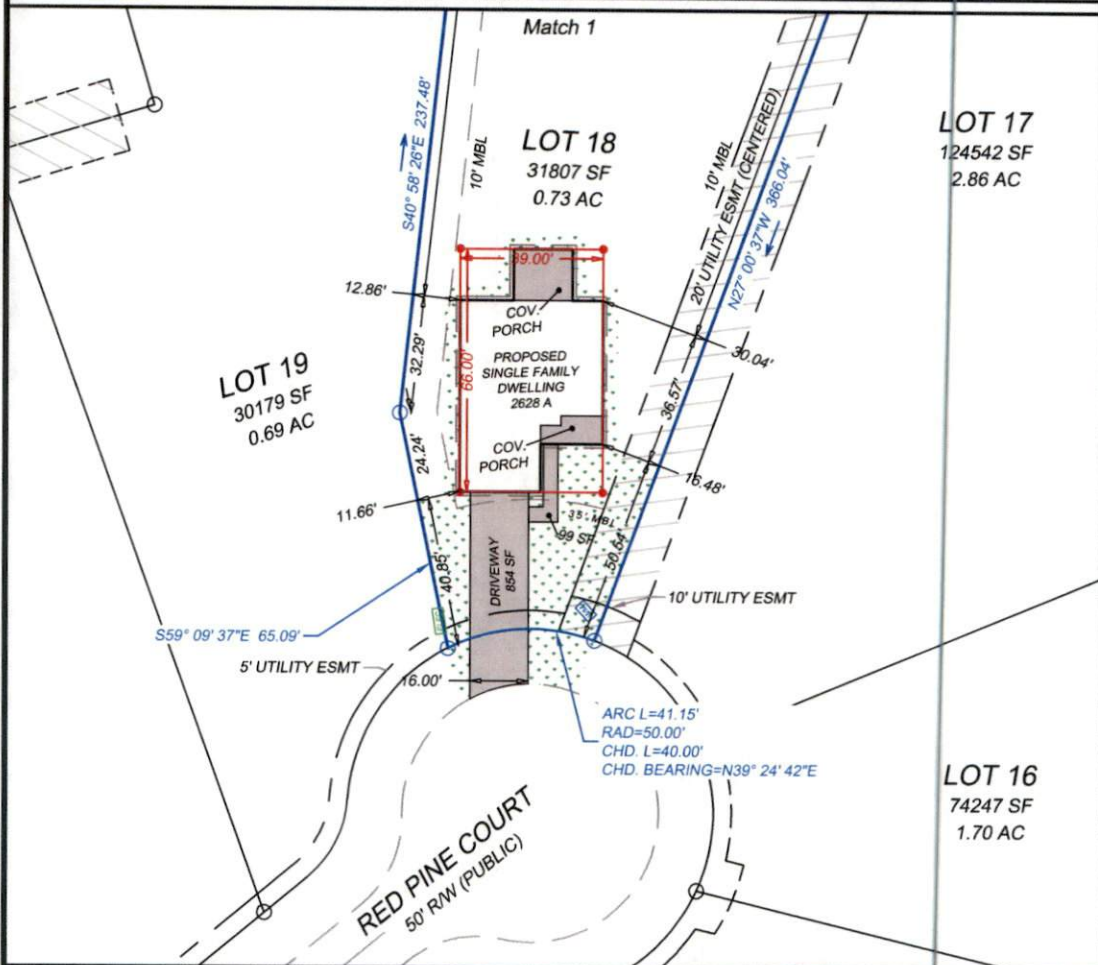 Match 1
S40° 58' 26"E 237.48'
10' MBL
LOT 18
31807 SF
0.73 AC
10' MBL
20' UTILITY ESMT (CENTERED)
N27° 00' 37"W 366.04'
LOT 17
124542 SF
2.86 AC
39.00'
12.86'
COV.
PORCH
30.04'
32.29'
66.00'
PROPOSED
SINGLE FAMILY
DWELLING
2628 A
36.57'
LOT 19
30179 SF
0.69 AC
24.24'
COV.
PORCH
16.48'
11.66'
35' MBL
99 SF
50.64'
40.85'
DRIVEWAY
854 SF
10' UTILITY ESMT
S59° 09' 37"E 65.09'
5' UTILITY ESMT
16.00'
ARC L=41.15'
RAD=50.00'
CHD. L=40.00'
CHD. BEARING=N39° 24' 42"E
LOT 16
74247 SF
1.70 AC
RED PINE COURT
50' R/W (PUBLIC)